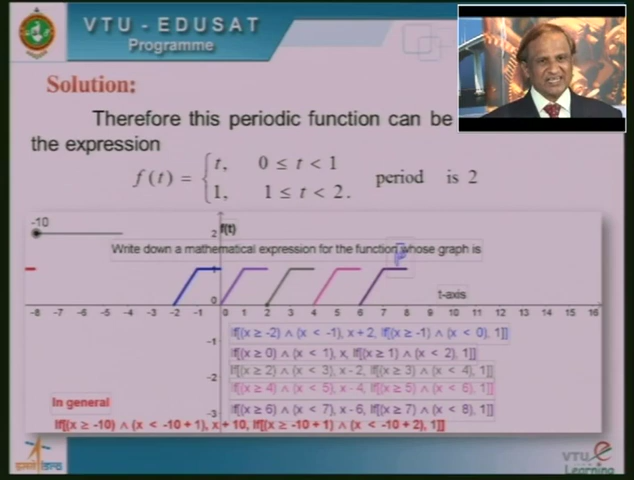 VTU - EDUSAT
Programme
Solution:
Therefore this periodic function can be
the expression
f(t) = { t, 0 ≤ t < 1
1, 1 ≤ t < 2. period is 2
-10
2 f(t)
Write down a mathematical expression for the function whose graph is
1
t-axis
0
-8 -7 -6 -5 -4 -3 -2 -1 0 1 2 3 4 5 6 7 8 9 10 11 12 13 14 15 16
If[(x ≥ -2) ∧ (x < -1), x + 2, If[(x ≥ -1) ∧ (x < 0), 1]]
-1
If[(x ≥ 0) ∧ (x < 1), x, If[(x ≥ 1) ∧ (x < 2), 1]]
If[(x ≥ 2) ∧ (x < 3), x - 2, If[(x ≥ 3) ∧ (x < 4), 1]]
-2
If[(x ≥ 4) ∧ (x < 5), x - 4, If[(x ≥ 5) ∧ (x < 6), 1]]
In general
If[(x ≥ 6) ∧ (x < 7), x - 6, If[(x ≥ 7) ∧ (x < 8), 1]]
-3
If[(x ≥ -10) ∧ (x < -10 + 1), x + 10, If[(x ≥ -10 + 1) ∧ (x < -10 + 2), 1]]
VTU e
Learning